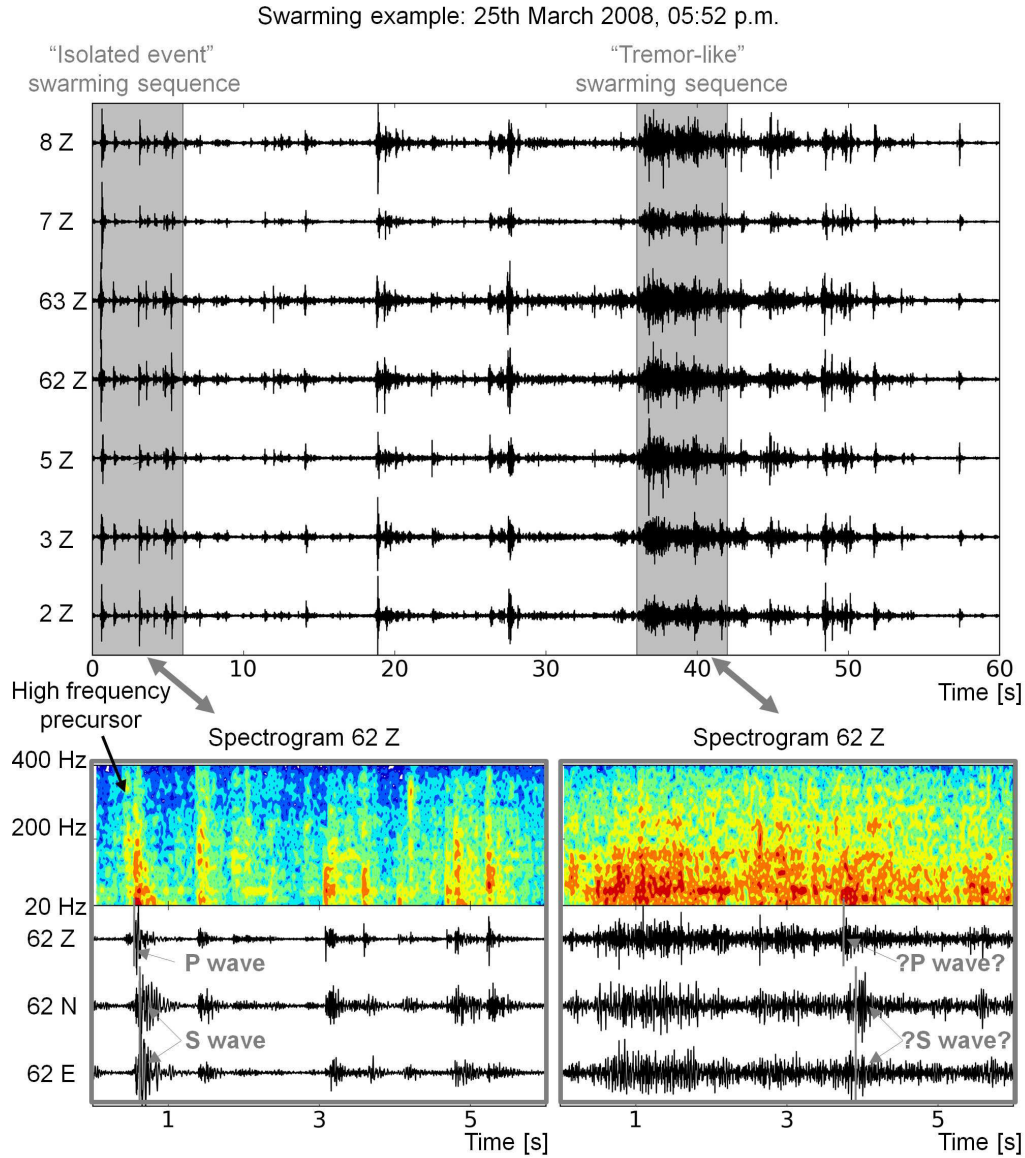 Swarming example: 25th March 2008, 05:52 p.m.
“Isolated event”
swarming sequence
“Tremor-like”
swarming sequence
8 Z
7 Z
63 Z
62 Z
5 Z
3 Z
2 Z
0 10 20 30 40 50 60
Time [s]
High frequency
precursor
Spectrogram 62 Z
Spectrogram 62 Z
400 Hz
200 Hz
20 Hz
62 Z
P wave
?P wave?
62 N
S wave
?S wave?
62 E
1 3 5
1 3 5
Time [s]
Time [s]